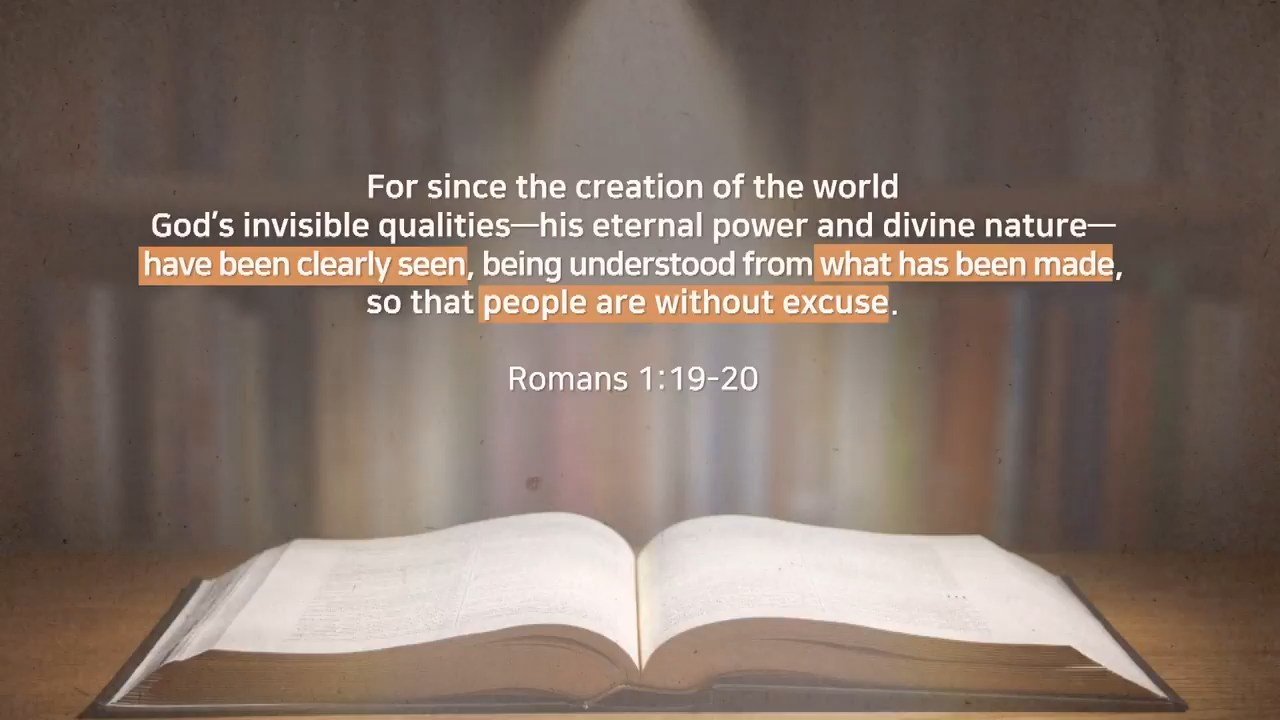 For since the creation of the world
God's invisible qualities—his eternal power and divine nature—
have been clearly seen, being understood from what has been made,
so that people are without excuse.
Romans 1:19-20